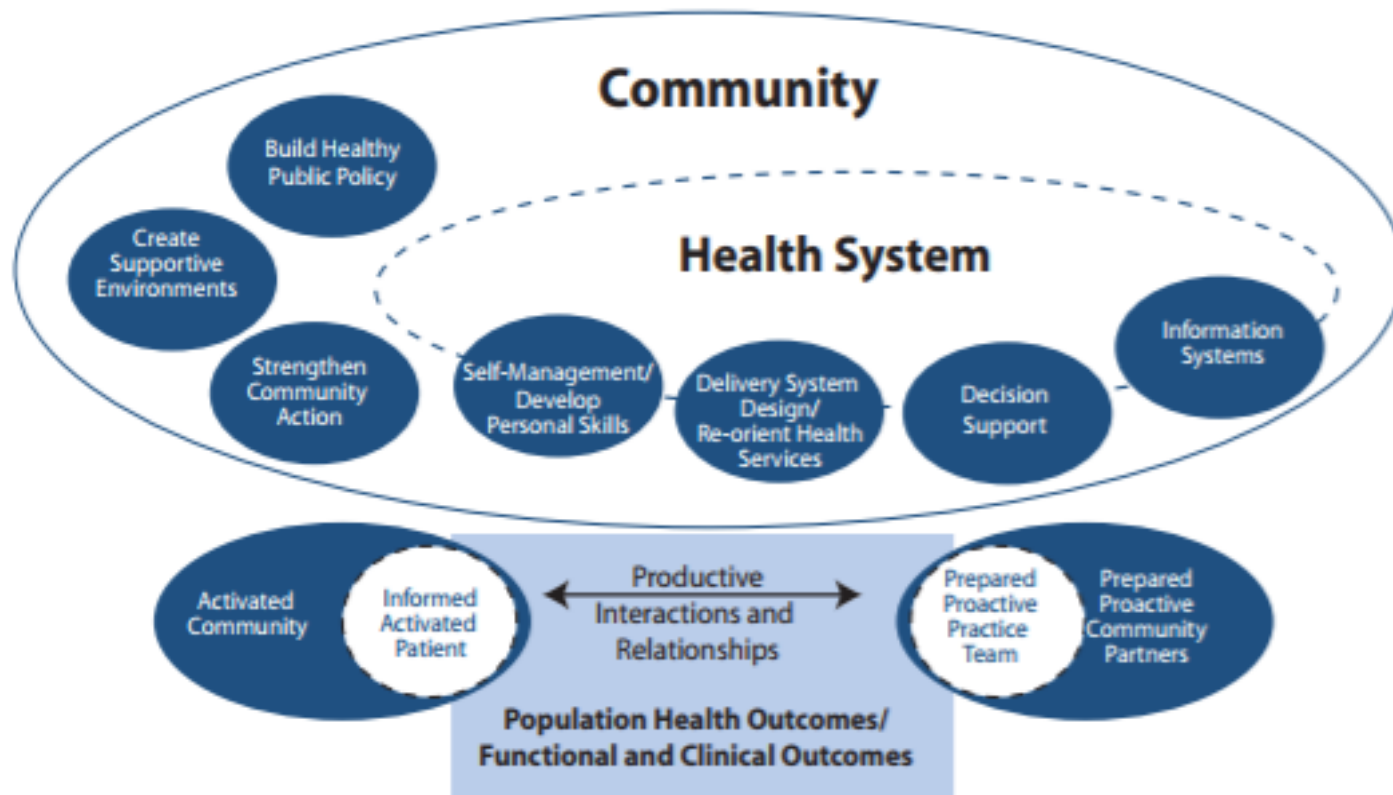 Community
Build Healthy
Public Policy
Health System
Create
Supportive
Environments
Information
Systems
Strengthen
Community
Action
Self-Management/
Develop
Personal Skills
Delivery System
Design/
Re-orient Health
Services
Decision
Support
Activated
Community
Informed
Activated
Patient
Productive
Interactions and
Relationships
Prepared
Proactive
Practice
Team
Prepared
Proactive
Community
Partners
Population Health Outcomes/
Functional and Clinical Outcomes